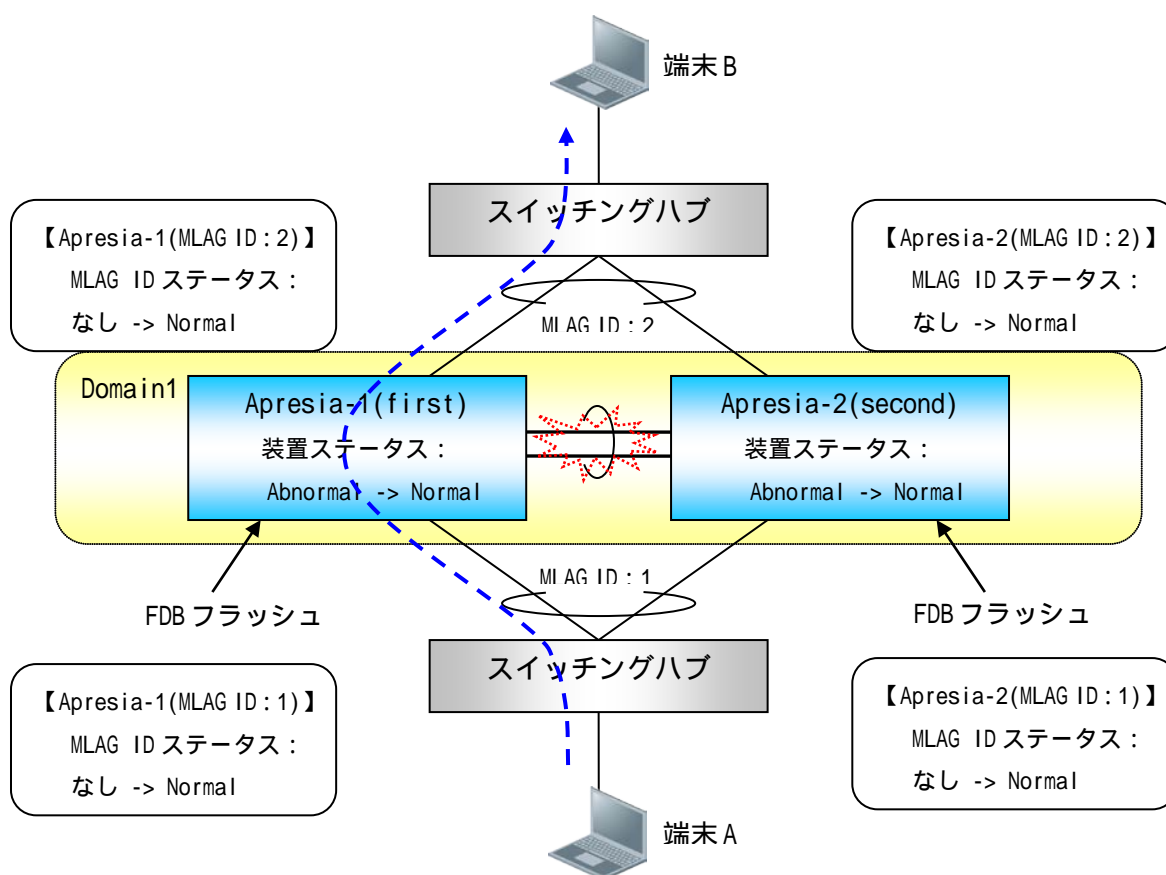 端末B
スイッチングハブ
【Apresia-1(MLAG ID:2)】
MLAG ID ステータス:
なし -> Normal
【Apresia-2(MLAG ID:2)】
MLAG ID ステータス:
なし -> Normal
MLAG ID:2
Domain1
Apresia-1(first)
装置ステータス:
Abnormal -> Normal
Apresia-2(second)
装置ステータス:
Abnormal -> Normal
MLAG ID:1
FDB フラッシュ
FDB フラッシュ
スイッチングハブ
【Apresia-1(MLAG ID:1)】
MLAG ID ステータス:
なし -> Normal
【Apresia-2(MLAG ID:1)】
MLAG ID ステータス:
なし -> Normal
端末A